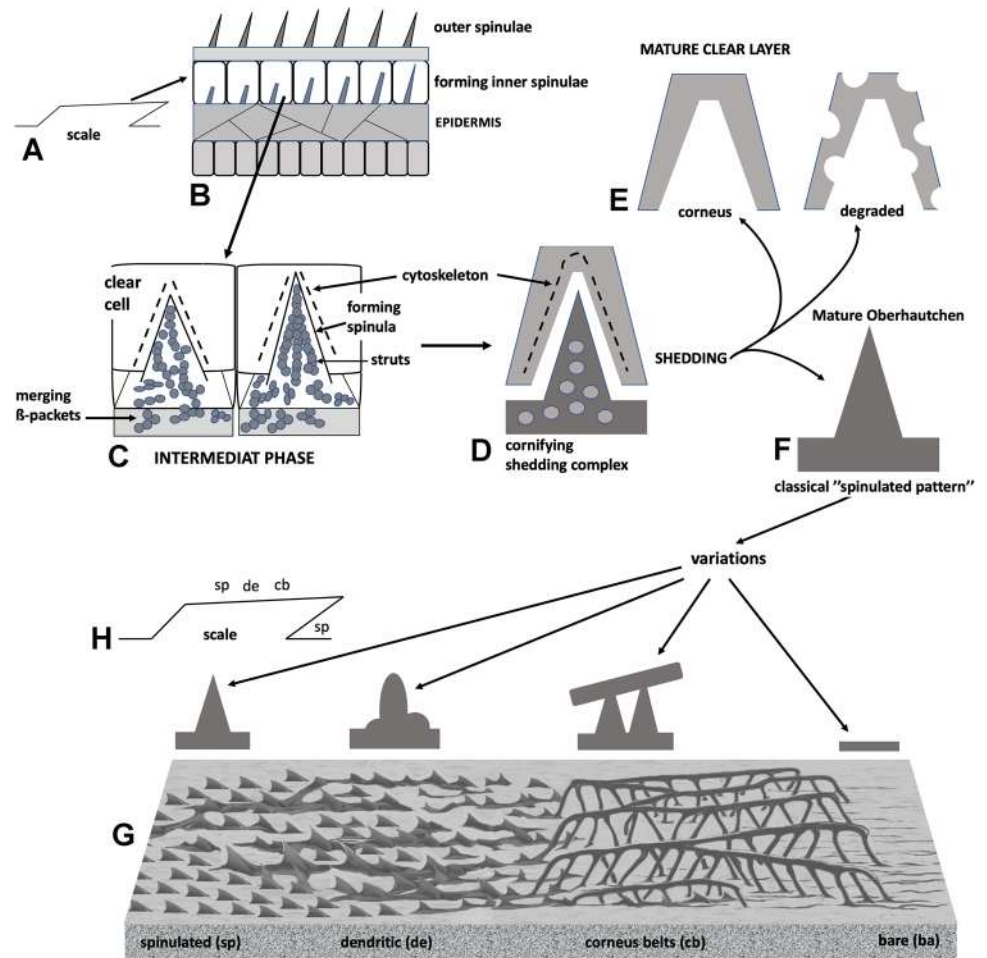 outer spinulae
forming inner spinulae
EPIDERMIS
scale
A
B
MATURE CLEAR LAYER
E
corneus
degraded
clear
cell
cytoskeleton
forming
spinula
struts
merging
ß-packets
C
INTERMEDIAT PHASE
D
cornifying
shedding complex
SHEDDING
Mature Oberhautchen
F
classical "spinulated pattern"
variations
H
sp de cb
scale
sp
G
spinulated (sp)
dendritic (de)
corneus belts (cb)
bare (ba)